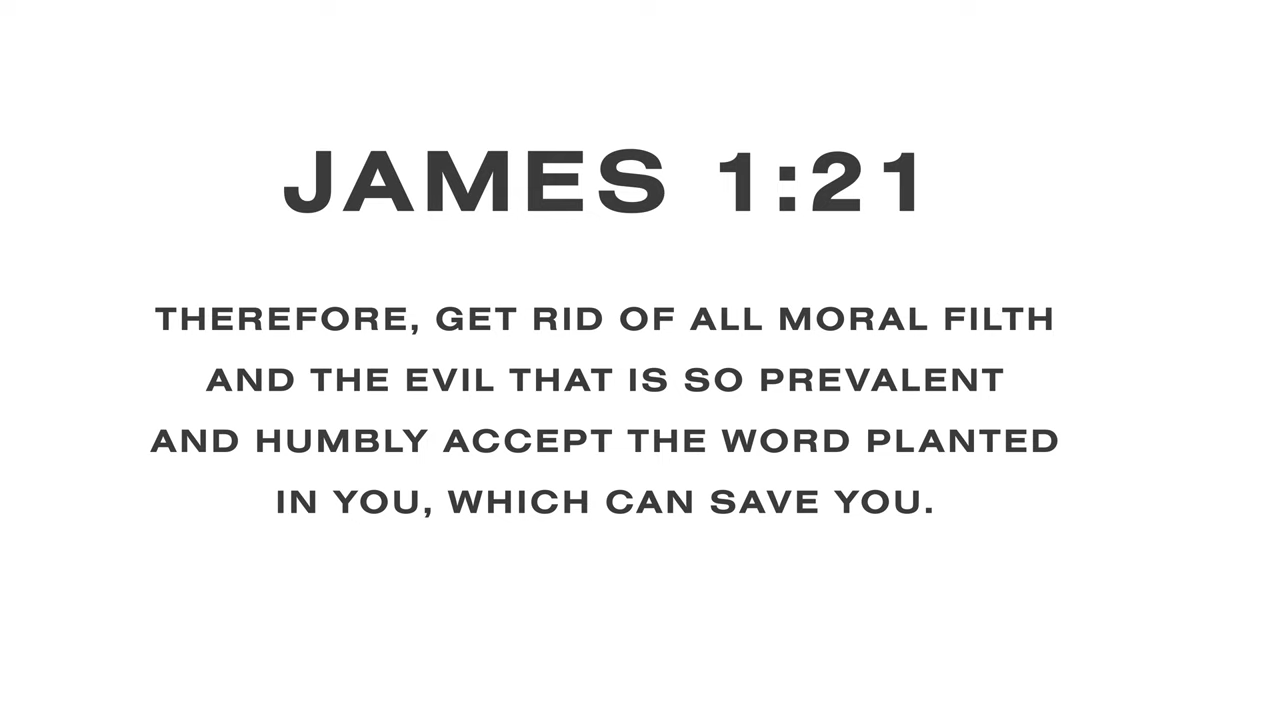 JAMES 1:21
THEREFORE, GET RID OF ALL MORAL FILTH
AND THE EVIL THAT IS SO PREVALENT
AND HUMBLY ACCEPT THE WORD PLANTED
IN YOU, WHICH CAN SAVE YOU.